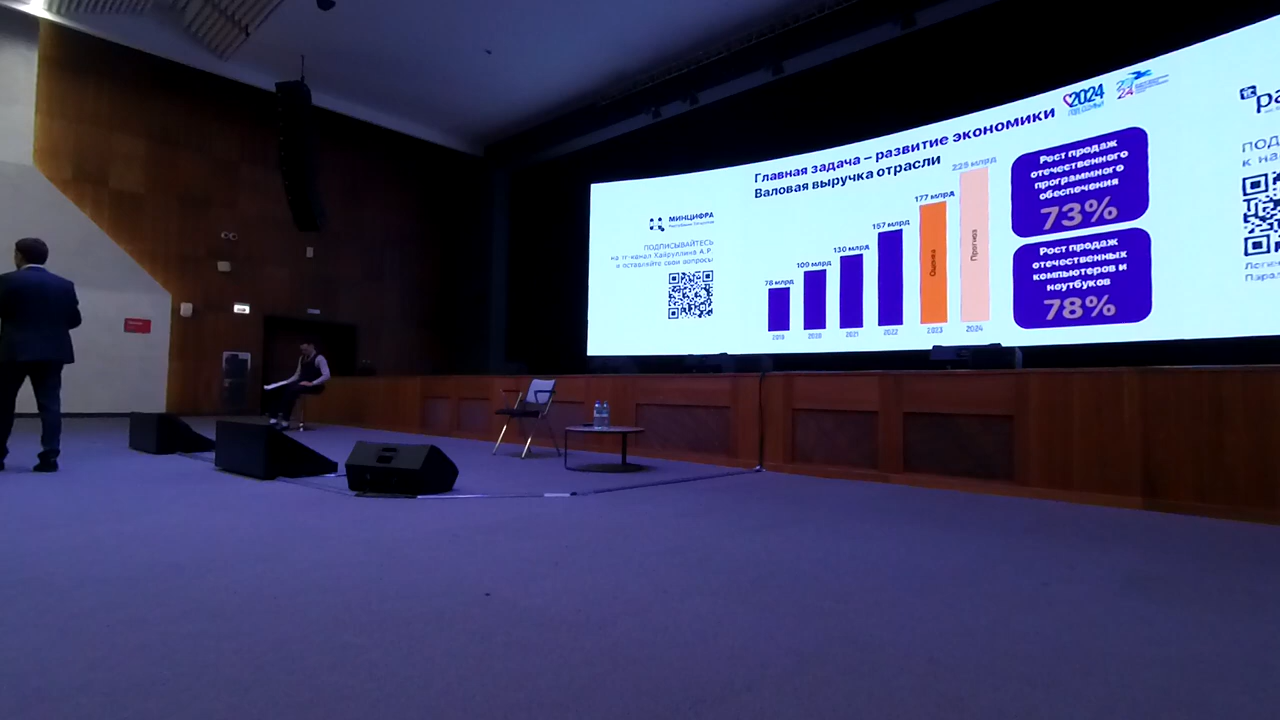 Главная задача – развитие экономики
Валовая выручка отрасли
2024
МИНЦИФРА
ПОДПИСЫВАЙТЕСЬ
на тг-канал Хайруллина А.Р.
и оставляйте свои вопросы
78 млрд
109 млрд
130 млрд
157 млрд
177 млрд
225 млрд
Оценка
Прогноз
2019
2020
2021
2022
2023
2024
Рост продаж
отечественного
программного
обеспечения
73%
Рост продаж
отечественных
компьютеров и
ноутбуков
78%